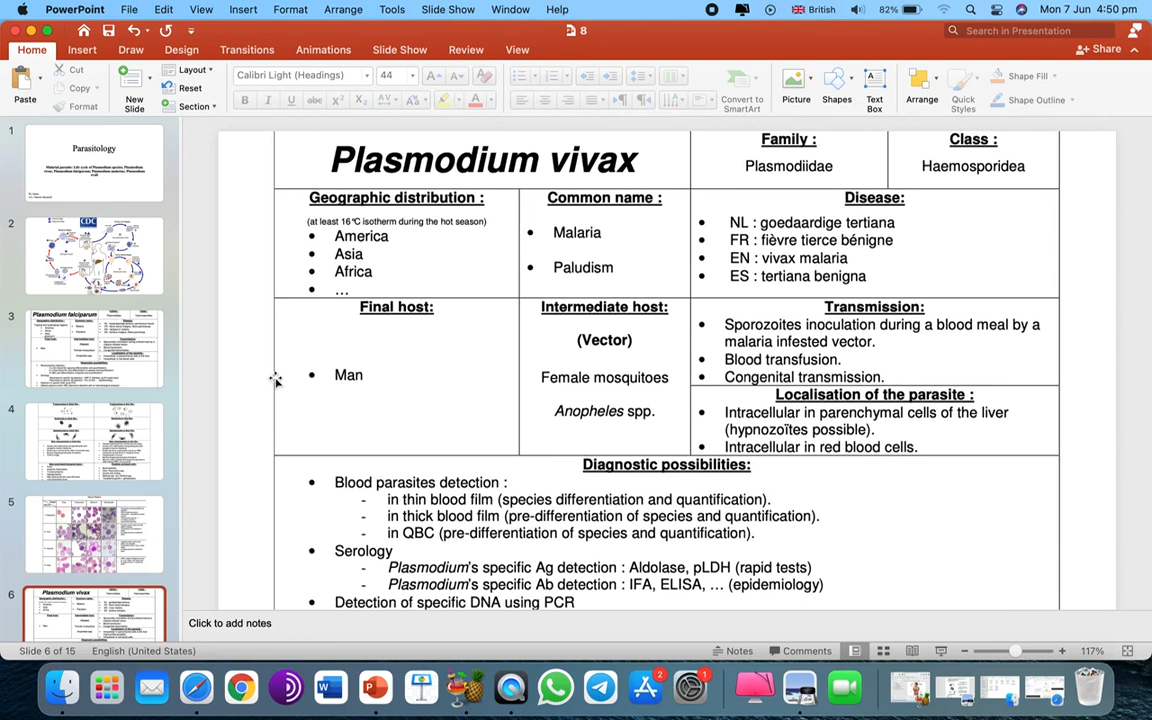 PowerPoint File Edit View Insert Format Arrange Tools Slide Show Window Help British 82% Mon 7 Jun 4:50 pm
8
Search in Presentation
Home Insert Draw Design Transitions Animations Slide Show Review View
Share
Paste
Cut
Copy
Format
New
Slide
Layout
Reset
Section
Calibri Light (Headings) 44
Convert to
SmartArt
Picture
Shapes
Text
Box
Arrange
Quick
Styles
Shape Fill
Shape Outline
1
Parasitology
2
CDC
3
Plasmodium falciparum
4
5
6
Plasmodium vivax
Plasmodium vivax
Family :
Plasmodiidae
Class :
Haemosporidea
Geographic distribution :
(at least 16°C isotherm during the hot season)
• America
• Asia
• Africa
• …
Common name :
• Malaria
• Paludism
Disease:
• NL : goedaardige tertiana
• FR : fièvre tierce bénigne
• EN : vivax malaria
• ES : tertiana benigna
Final host:
• Man
Intermediate host:
(Vector)
Female mosquitoes
Anopheles spp.
Transmission:
• Sporozoites inoculation during a blood meal by a
malaria infested vector.
• Blood transfusion.
• Congenital transmission.
Localisation of the parasite :
• Intracellular in parenchymal cells of the liver
(hypnozoïtes possible).
• Intracellular in red blood cells.
Diagnostic possibilities:
• Blood parasites detection :
- in thin blood film (species differentiation and quantification).
- in thick blood film (pre-differentiation of species and quantification).
- in QBC (pre-differentiation of species and quantification).
• Serology
- Plasmodium's specific Ag detection : Aldolase, pLDH (rapid tests)
- Plasmodium's specific Ab detection : IFA, ELISA, … (epidemiology)
• Detection of specific DNA using PCR
Click to add notes
Slide 6 of 15 English (United States) Notes Comments 117%
2
1